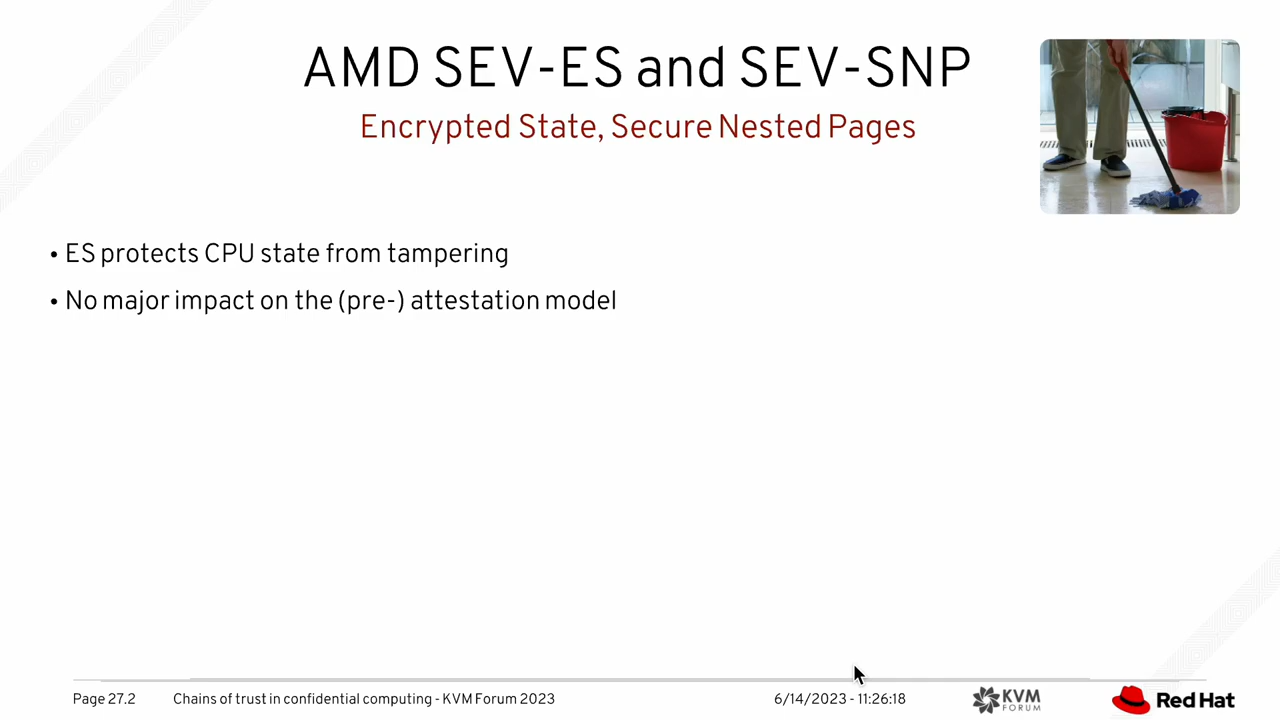 AMD SEV-ES and SEV-SNP
Encrypted State, Secure Nested Pages
• ES protects CPU state from tampering
• No major impact on the (pre-) attestation model
Page 27.2 Chains of trust in confidential computing - KVM Forum 2023 6/14/2023 - 11:26:18 KVM FORUM Red Hat